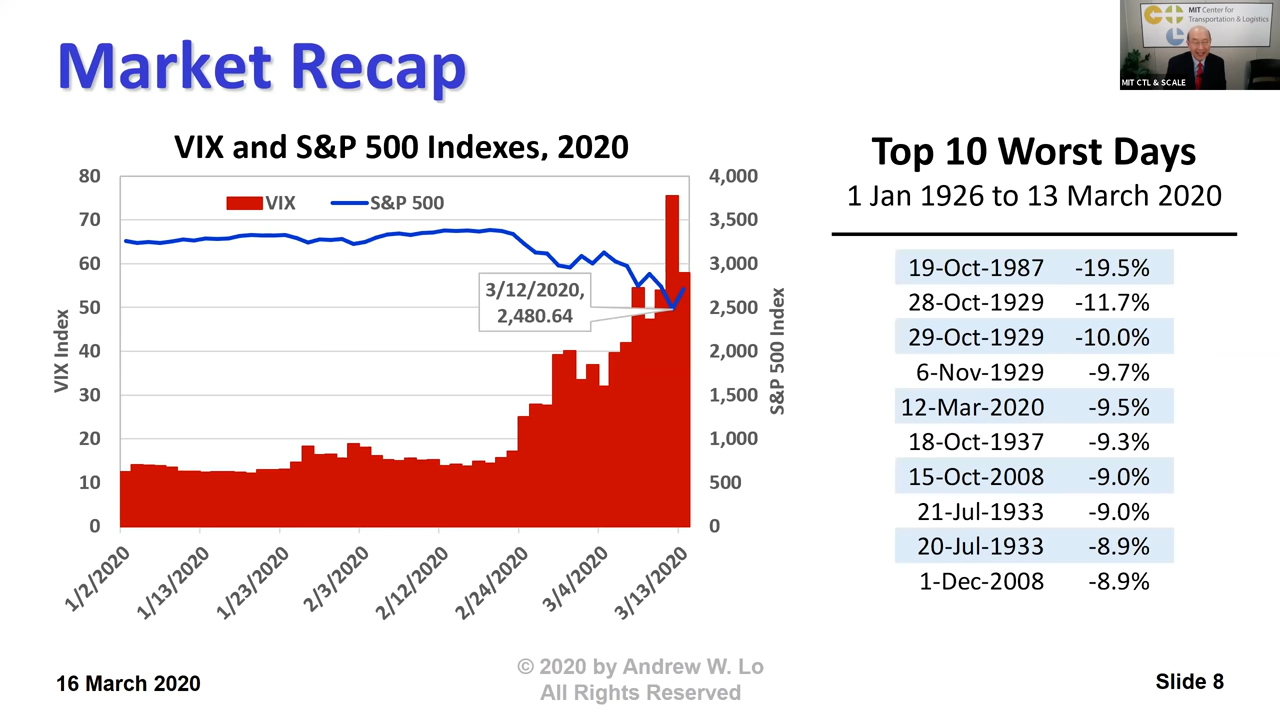 Market Recap
MIT Center for
Transportation & Logistics
MIT CTL & SCALE
VIX and S&P 500 Indexes, 2020
80
70
60
50
40
30
20
10
0
VIX Index
VIX
S&P 500
3/12/2020,
2,480.64
4,000
3,500
3,000
2,500
2,000
1,500
1,000
500
0
S&P 500 Index
1/2/2020
1/13/2020
1/23/2020
2/3/2020
2/12/2020
2/24/2020
3/4/2020
3/13/2020
Top 10 Worst Days
1 Jan 1926 to 13 March 2020
19-Oct-1987 -19.5%
28-Oct-1929 -11.7%
29-Oct-1929 -10.0%
6-Nov-1929 -9.7%
12-Mar-2020 -9.5%
18-Oct-1937 -9.3%
15-Oct-2008 -9.0%
21-Jul-1933 -9.0%
20-Jul-1933 -8.9%
1-Dec-2008 -8.9%
16 March 2020
© 2020 by Andrew W. Lo
All Rights Reserved
Slide 8